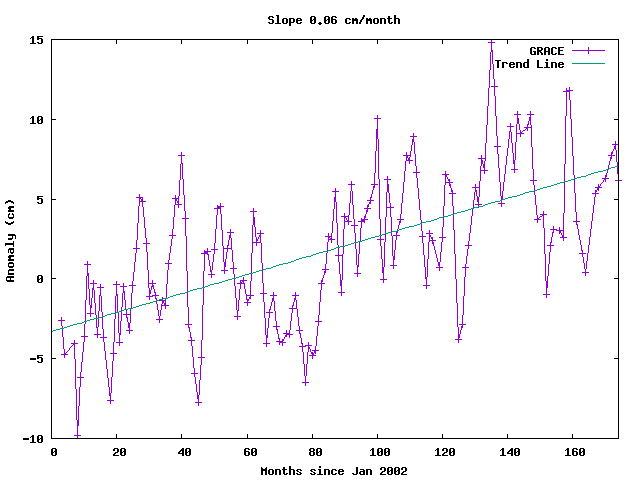 Slope 0.06 cm/month
GRACE
Trend Line
15
10
5
0
-5
-10
Anomaly (cm)
0 20 40 60 80 100 120 140 160
Months since Jan 2002